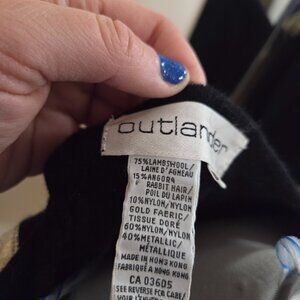 outlander
75% LAMBSWOOL/
LAINE D'AGNEAU
15% ANGORA
RABBIT HAIR/
POIL DU LAPIN
10% NYLON/NYLON
GOLD FABRIC/
TISSUE DORÉ
60% NYLON/NYLON
40% METALLIC/
MÉTALLIQUE
MADE IN HONG KONG
FABRIQUÉ À HONG KONG
CA 03605
SEE REVERSE FOR CARE/